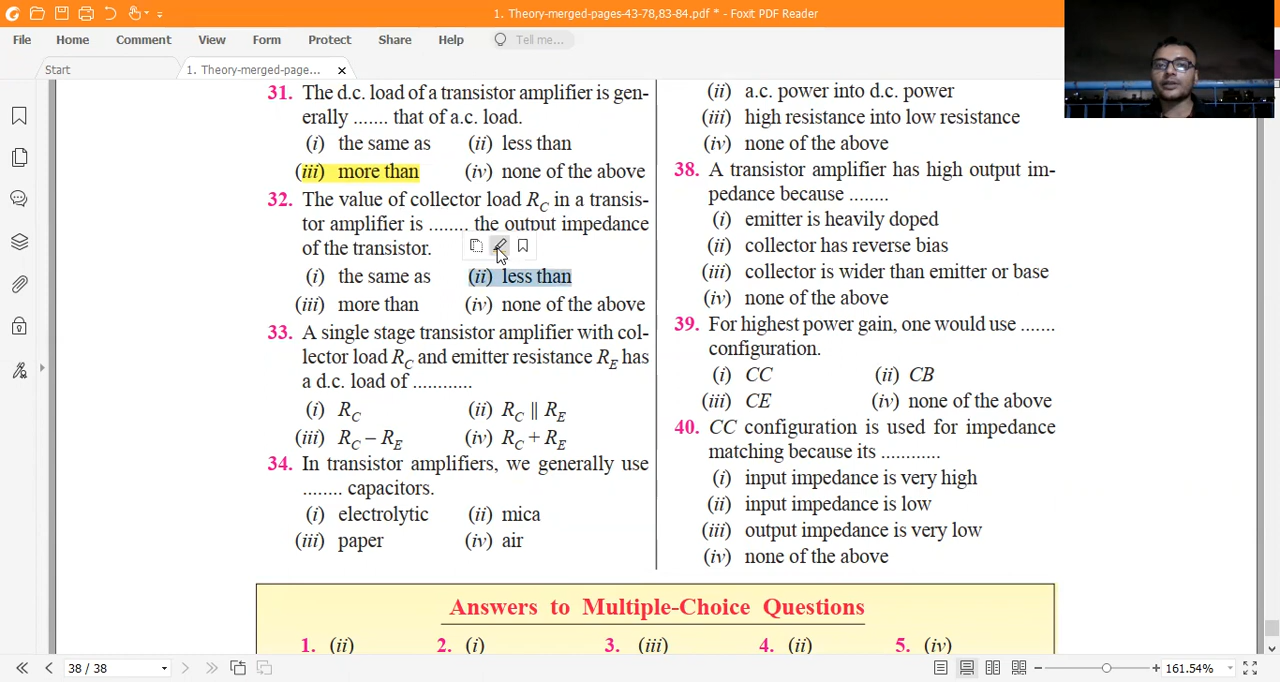 1. Theory-merged-pages-43-78,83-84.pdf * - Foxit PDF Reader
File Home Comment View Form Protect Share Help Tell me...
Start
1. Theory-merged-page...
31. The d.c. load of a transistor amplifier is gen-
erally ....... that of a.c. load.
(i) the same as (ii) less than
(iii) more than (iv) none of the above
32. The value of collector load RC in a transis-
tor amplifier is ........ the output impedance
of the transistor.
(i) the same as (ii) less than
(iii) more than (iv) none of the above
33. A single stage transistor amplifier with col-
lector load RC and emitter resistance RE has
a d.c. load of ............
(i) RC (ii) RC || RE
(iii) RC – RE (iv) RC + RE
34. In transistor amplifiers, we generally use
........ capacitors.
(i) electrolytic (ii) mica
(iii) paper (iv) air
(ii) a.c. power into d.c. power
(iii) high resistance into low resistance
(iv) none of the above
38. A transistor amplifier has high output im-
pedance because ........
(i) emitter is heavily doped
(ii) collector has reverse bias
(iii) collector is wider than emitter or base
(iv) none of the above
39. For highest power gain, one would use .......
configuration.
(i) CC (ii) CB
(iii) CE (iv) none of the above
40. CC configuration is used for impedance
matching because its ............
(i) input impedance is very high
(ii) input impedance is low
(iii) output impedance is very low
(iv) none of the above
Answers to Multiple-Choice Questions
1. (ii) 2. (i) 3. (iii) 4. (ii) 5. (iv)
38 / 38
161.54%